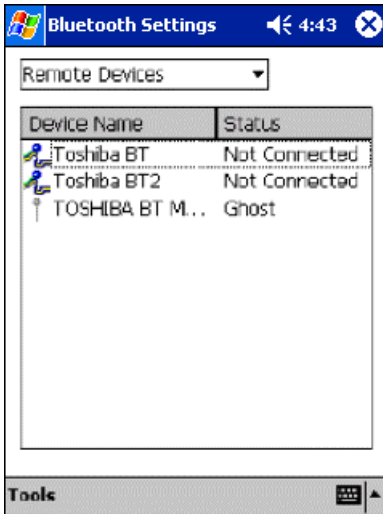 Bluetooth Settings 4:43
Remote Devices
Device Name Status
Toshiba BT Not Connected
Toshiba BT2 Not Connected
TOSHIBA BT M... Ghost
Tools